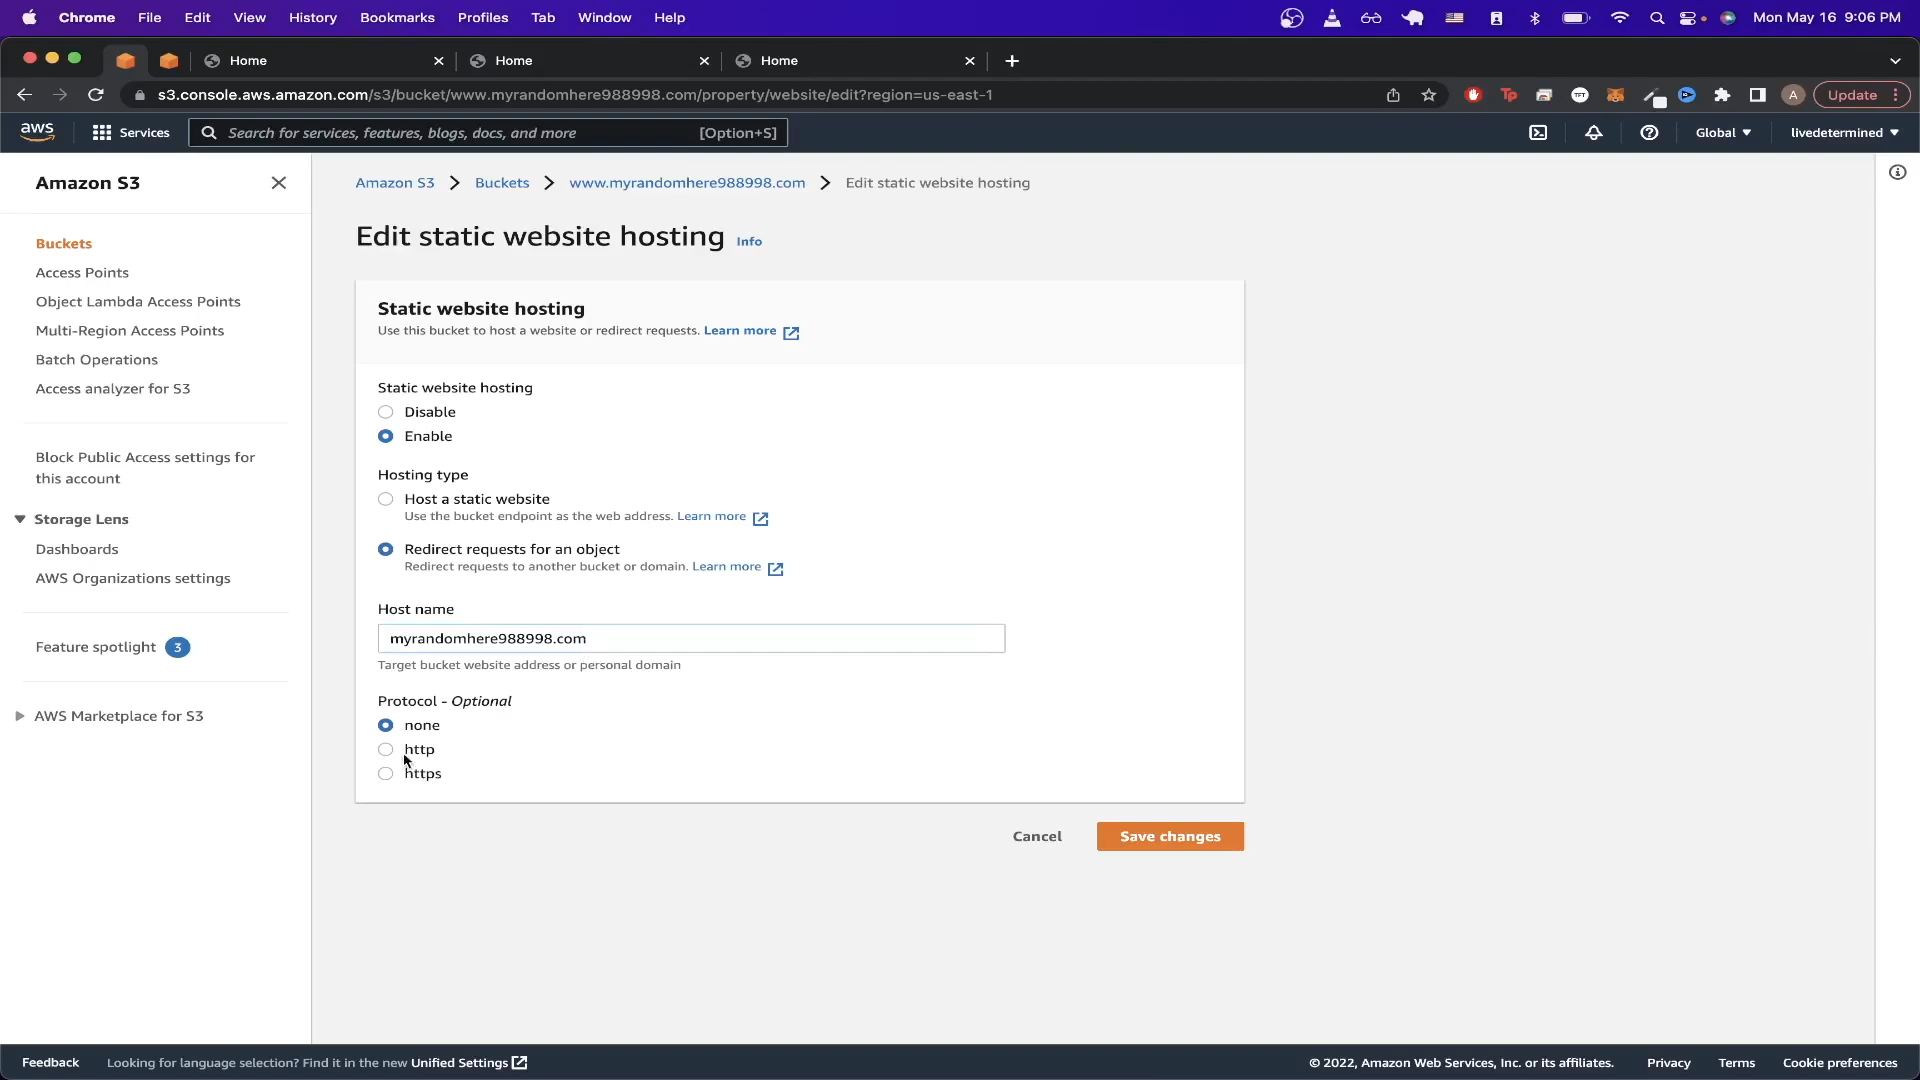 Chrome File Edit View History Bookmarks Profiles Tab Window Help Mon May 16 9:06 PM
Home Home Home
s3.console.aws.amazon.com/s3/bucket/www.myrandomhere988998.com/property/website/edit?region=us-east-1 A Update
aws Services Search for services, features, blogs, docs, and more [Option+S] Global livedetermined
Amazon S3
Buckets
Access Points
Object Lambda Access Points
Multi-Region Access Points
Batch Operations
Access analyzer for S3
Block Public Access settings for
this account
Storage Lens
Dashboards
AWS Organizations settings
Feature spotlight 3
AWS Marketplace for S3
Amazon S3 Buckets www.myrandomhere988998.com Edit static website hosting
Edit static website hosting Info
Static website hosting
Use this bucket to host a website or redirect requests. Learn more
Static website hosting
Disable
Enable
Hosting type
Host a static website
Use the bucket endpoint as the web address. Learn more
Redirect requests for an object
Redirect requests to another bucket or domain. Learn more
Host name
myrandomhere988998.com
Target bucket website address or personal domain
Protocol - Optional
none
http
https
Cancel Save changes
Feedback Looking for language selection? Find it in the new Unified Settings © 2022, Amazon Web Services, Inc. or its affiliates. Privacy Terms Cookie preferences